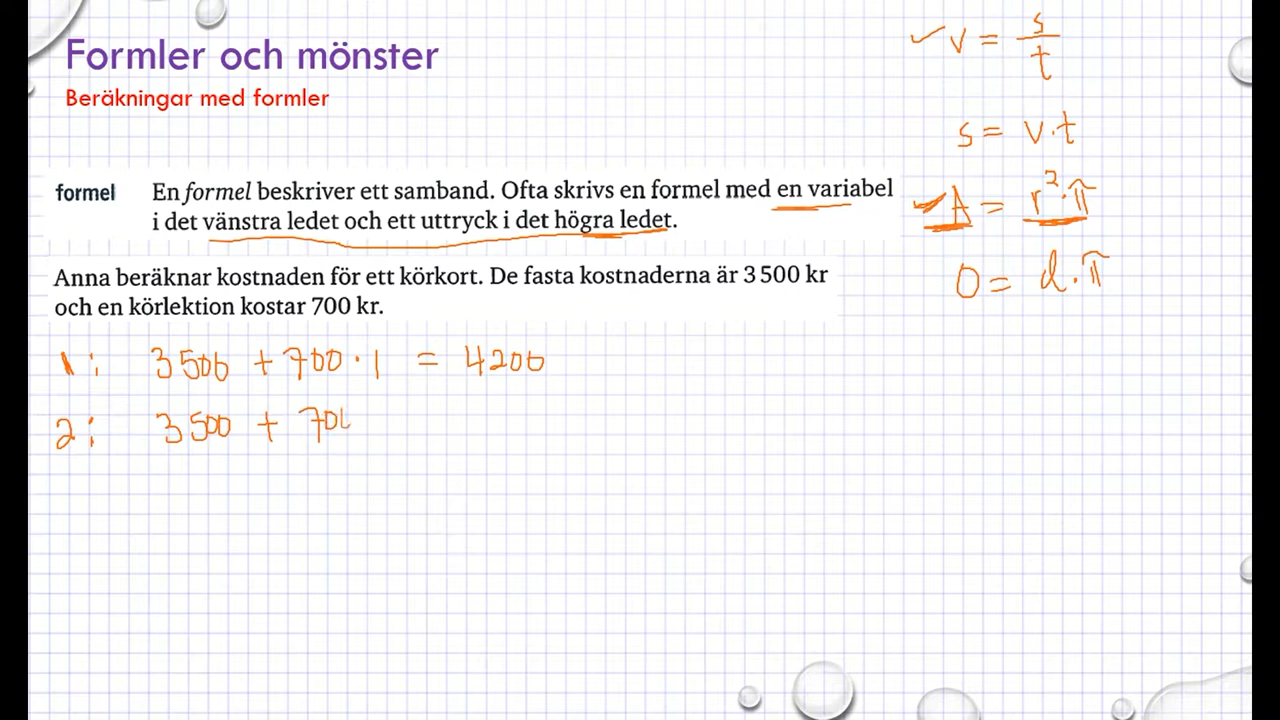 Formler och mönster
Beräkningar med formler
formel En formel beskriver ett samband. Ofta skrivs en formel med en variabel
i det vänstra ledet och ett uttryck i det högra ledet.
Anna beräknar kostnaden för ett körkort. De fasta kostnaderna är 3 500 kr
och en körlektion kostar 700 kr.
1: 3500 + 700 · 1 = 4200
2: 3500 + 700
v = s/t
s = v · t
A = r² · π
O = d · π